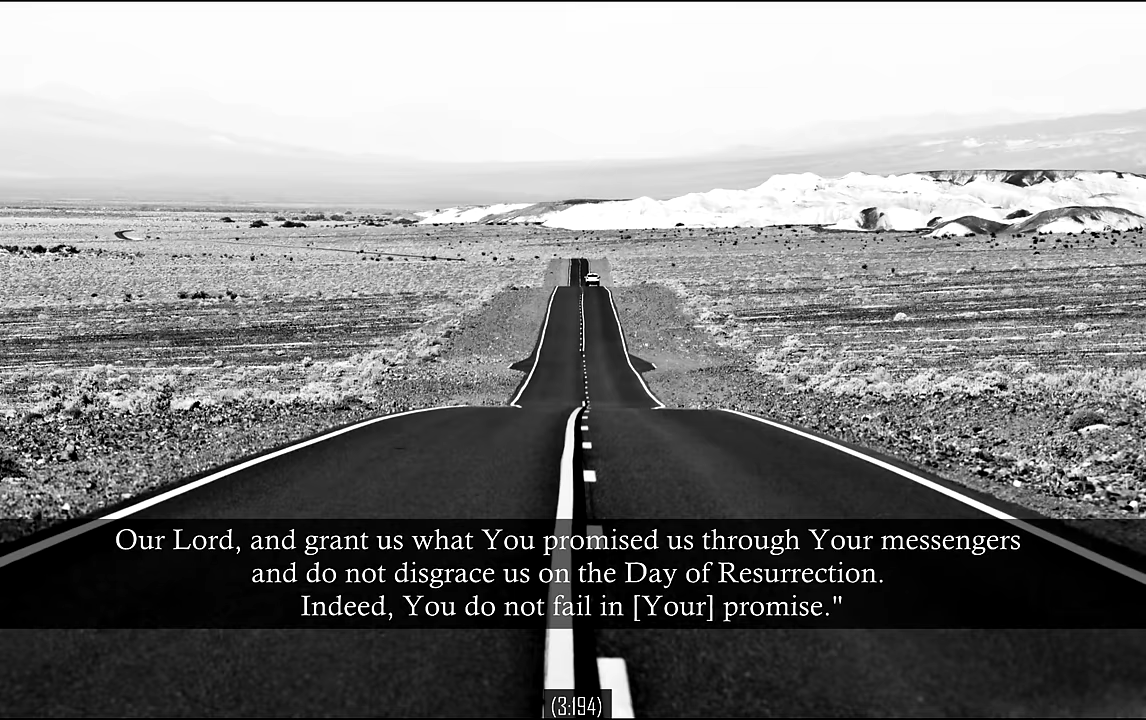 Our Lord, and grant us what You promised us through Your messengers
and do not disgrace us on the Day of Resurrection.
Indeed, You do not fail in [Your] promise."
(3:194)